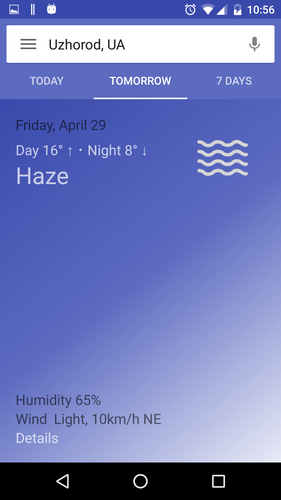 10:56
Uzhorod, UA
TODAY TOMORROW 7 DAYS
Friday, April 29
Day 16° ↑ · Night 8° ↓
Haze
Humidity 65%
Wind Light, 10km/h NE
Details